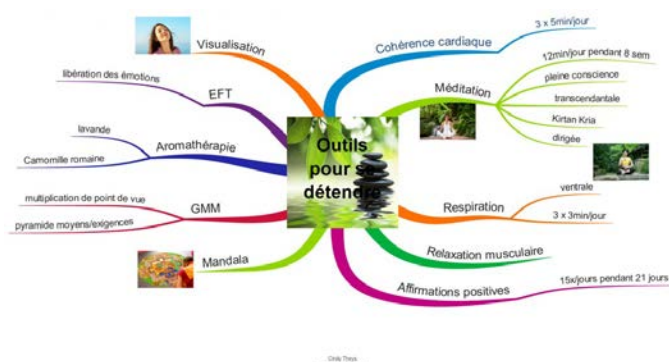 Outils
pour se
détendre
Cohérence cardiaque
3 x 5min/jour
Méditation
12min/jour pendant 8 sem
pleine conscience
transcendantale
Kirtan Kria
dirigée
Respiration
ventrale
3 x 3min/jour
Relaxation musculaire
Affirmations positives
15x/jours pendant 21 jours
Visualisation
EFT
libération des émotions
Aromathérapie
lavande
Camomille romaine
GMM
multiplication de point de vue
pyramide moyens/exigences
Mandala